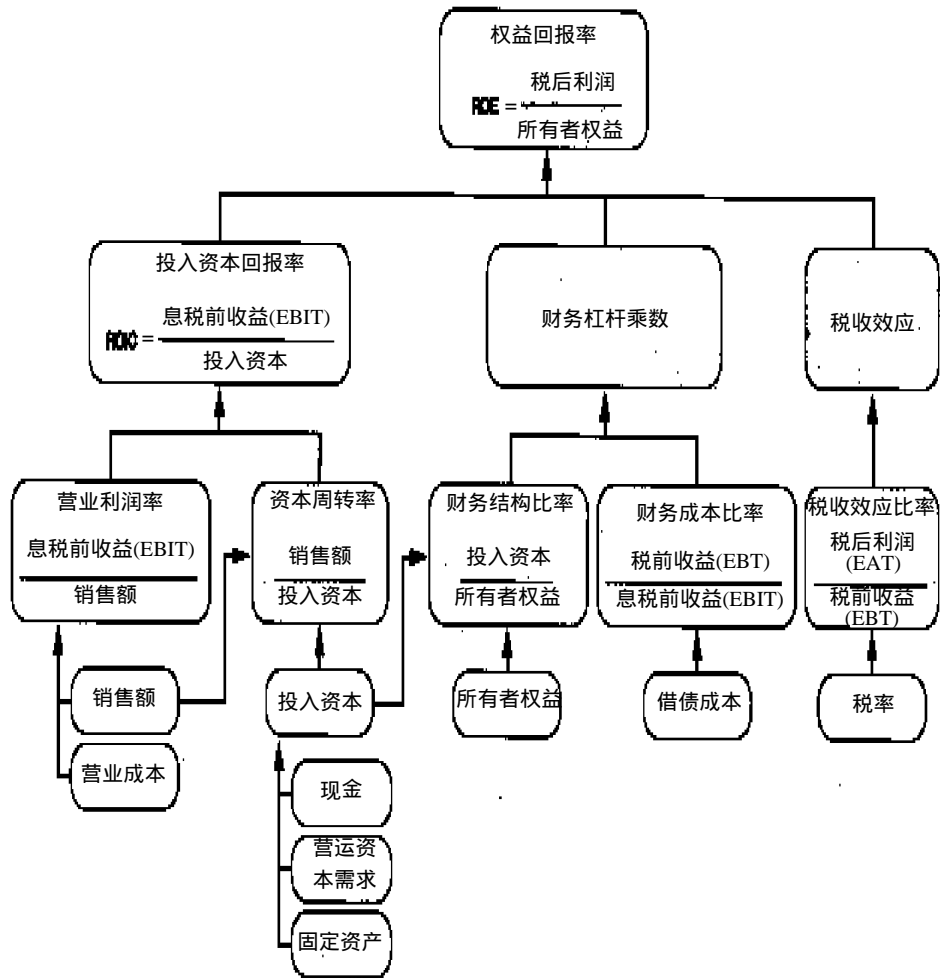 权益回报率
税后利润
ROE =
所有者权益
投入资本回报率
息税前收益(EBIT)
ROIC =
投入资本
财务杠杆乘数
税收效应
营业利润率
息税前收益(EBIT)
销售额
资本周转率
销售额
投入资本
财务结构比率
投入资本
所有者权益
财务成本比率
税前收益(EBT)
息税前收益(EBIT)
税收效应比率
税后利润
(EAT)
税前收益
(EBT)
销售额
营业成本
投入资本
所有者权益
借债成本
税率
现金
营运资
本需求
固定资产